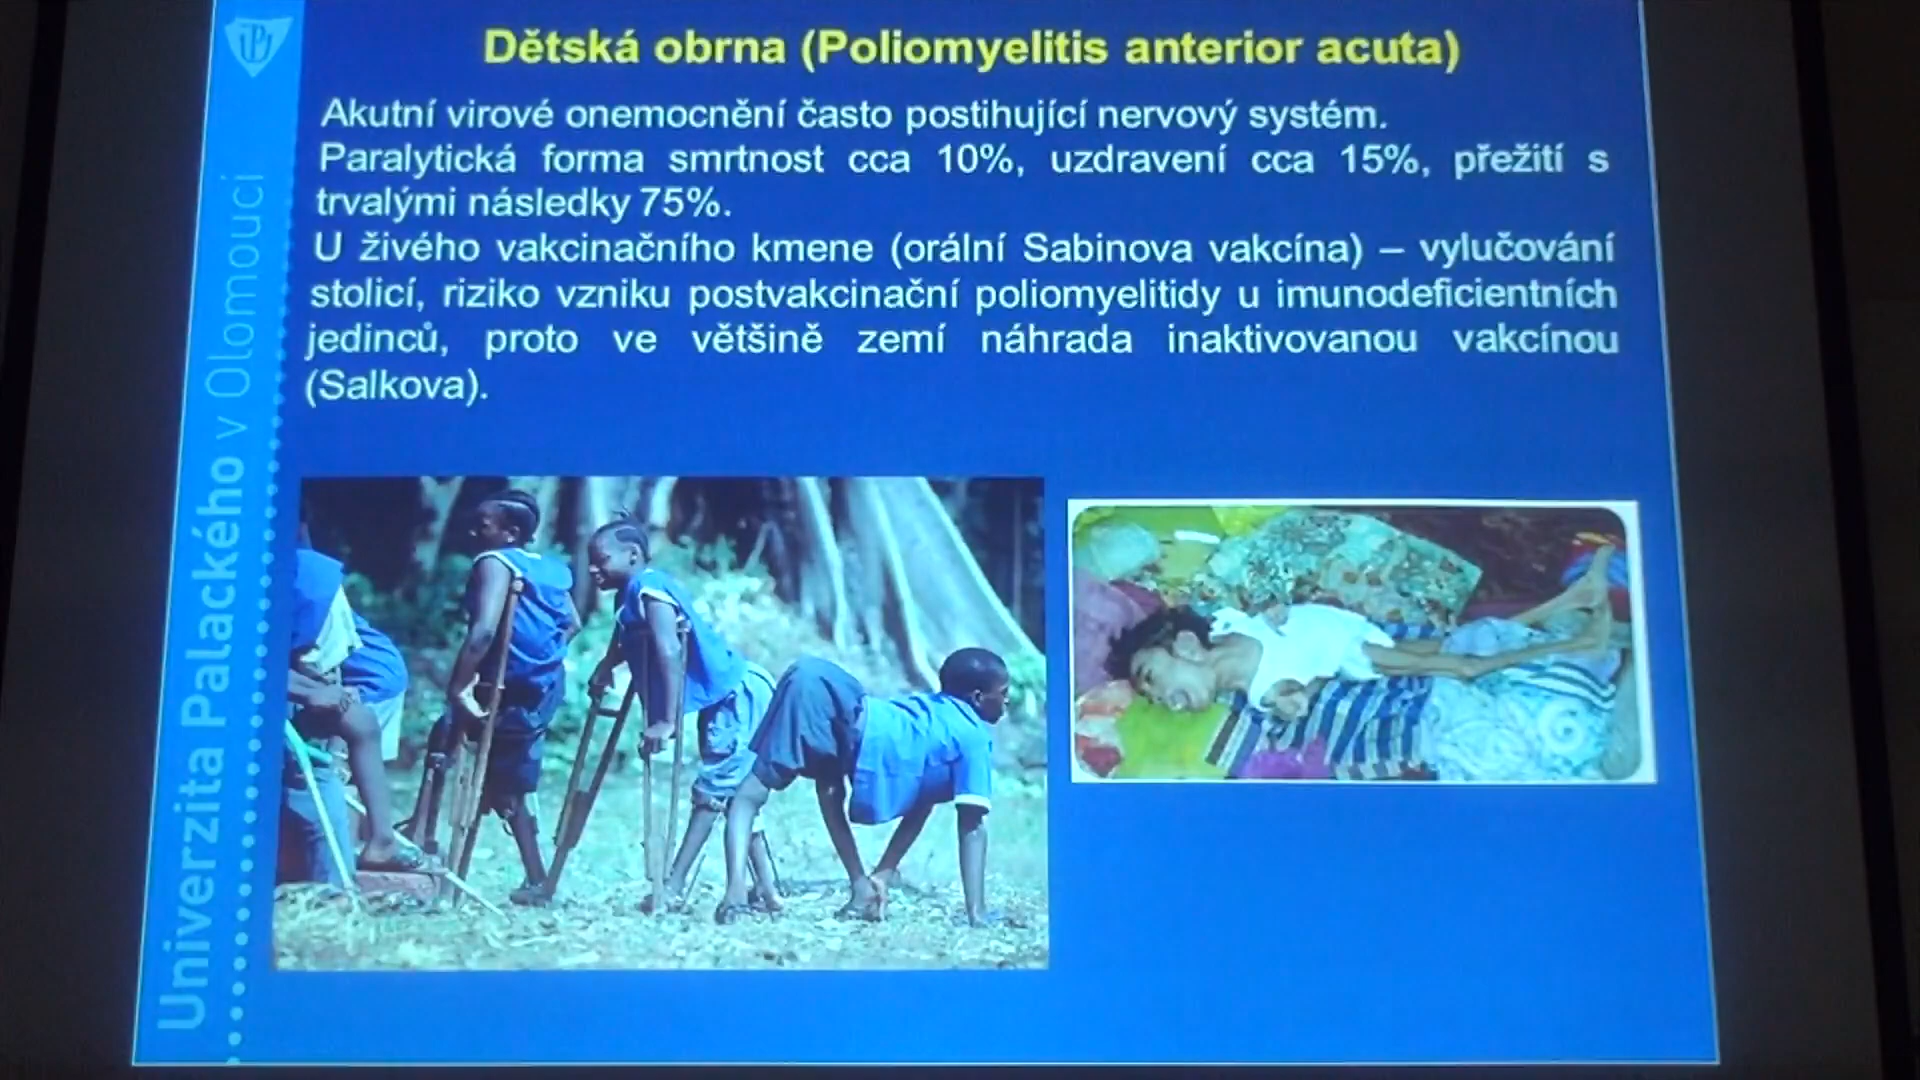 Dětská obrna (Poliomyelitis anterior acuta)
Akutní virové onemocnění často postihující nervový systém.
Paralytická forma smrtnost cca 10%, uzdravení cca 15%, přežití s
trvalými následky 75%.
U živého vakcinačního kmene (orální Sabinova vakcína) – vylučování
stolicí, riziko vzniku postvakcinační poliomyelitidy u imunodeficientních
jedinců, proto ve většině zemí náhrada inaktivovanou vakcínou
(Salkova).
Univerzita Palackého v Olomouci